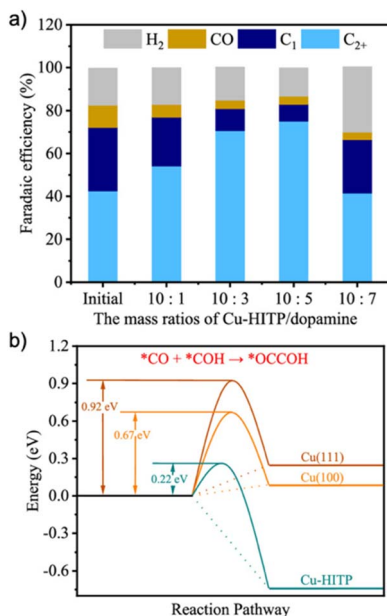 a)
H2 CO C1 C2+
Faradaic efficiency (%)
120
100
80
60
40
20
0
Initial 10 : 1 10 : 3 10 : 5 10 : 7
The mass ratios of Cu-HITP/dopamine
b)
*CO + *COH → *OCCOH
Energy (eV)
1.2
0.9
0.6
0.3
0.0
-0.3
-0.6
0.92 eV
0.67 eV
0.22 eV
Cu(111)
Cu(100)
Cu-HITP
Reaction Pathway